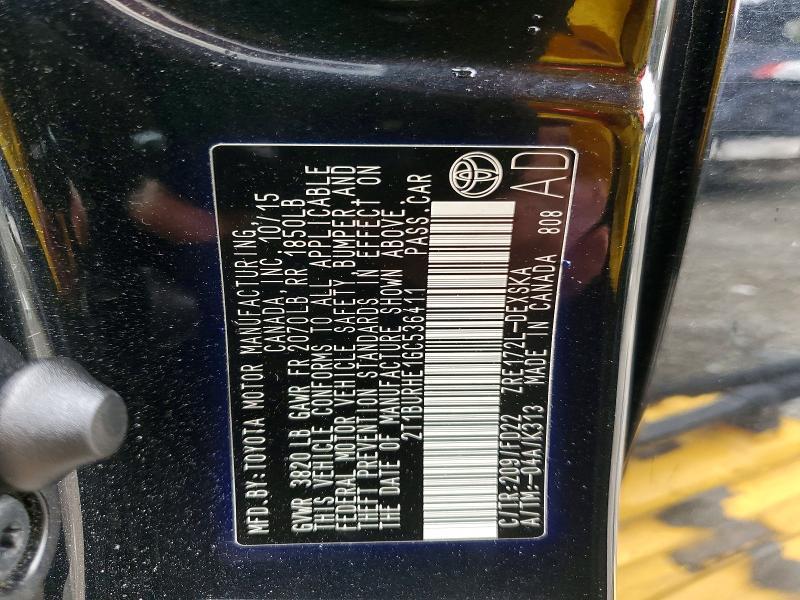 MFD. BY: TOYOTA MOTOR MANUFACTURING,
CANADA, INC. 10/15
GVWR 3820 LB GAWR FR 2070LB RR 1850LB
THIS VEHICLE CONFORMS TO ALL APPLICABLE
FEDERAL MOTOR VEHICLE SAFETY, BUMPER AND
THEFT PREVENTION STANDARDS IN EFFECT ON
THE DATE OF MANUFACTURE SHOWN ABOVE.
2T1BURHE1GC536411 PASS. CAR
C/TR:209/FD22 ZRE172L-DEXSKA
A/TM:-04A/K313 MADE IN CANADA 808
AD